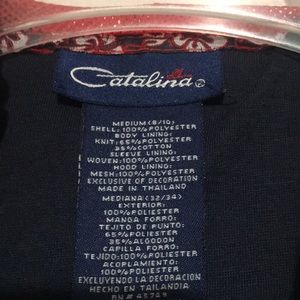 Catalina
MEDIUM (8/10)
SHELL: 100% POLYESTER
BODY LINING:
KNIT: 65% POLYESTER
35% COTTON
SLEEVE LINING:
WOVEN: 100% POLYESTER
HOOD LINING:
MESH: 100% POLYESTER
EXCLUSIVE OF DECORATION
MADE IN THAILAND
MEDIANA (32/34)
EXTERIOR:
100% POLIESTER
MANGA FORRO:
TEJITO DE PUNTO:
65% POLIESTER
35% ALGODON
CAPILLA FORRO:
TEJIDO: 100% POLIESTER
ACOPLAMIENTO:
100% POLIESTER
EXCLUYENDO LA DECORACION
HECHO EN TAILANDIA